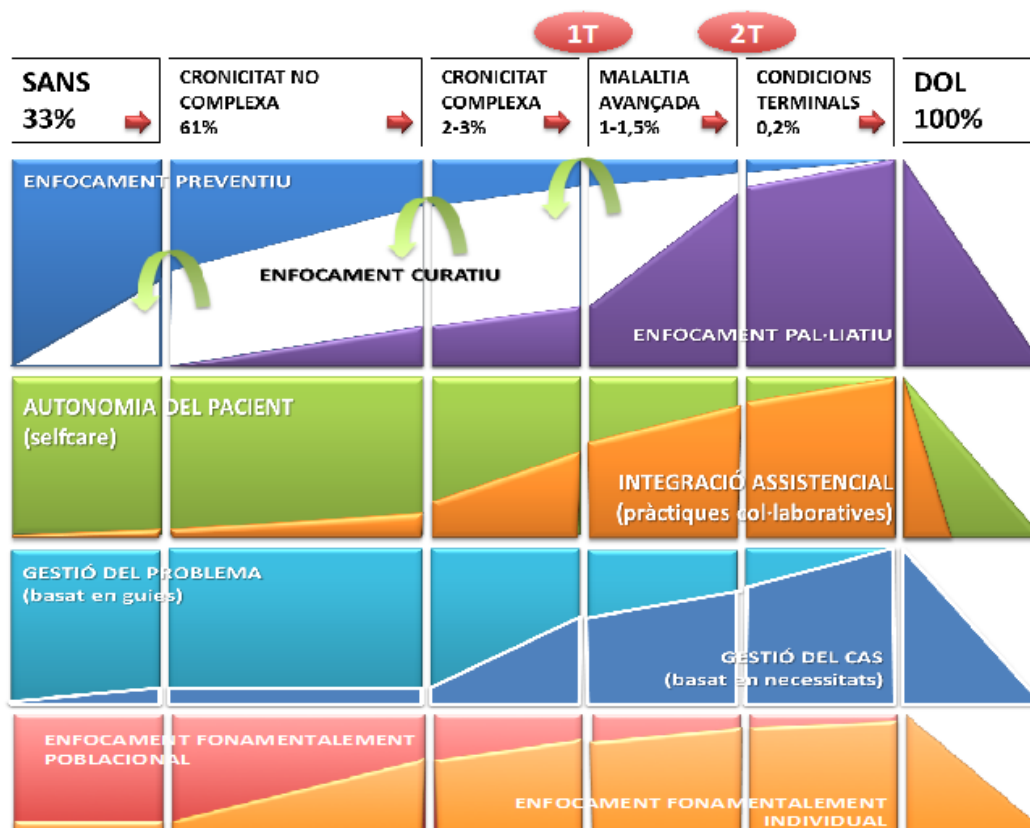 1T
2T
SANS
33%
CRONICITAT NO
COMPLEXA
61%
CRONICITAT
COMPLEXA
2-3%
MALALTIA
AVANÇADA
1-1,5%
CONDICIONS
TERMINALS
0,2%
DOL
100%
ENFOCAMENT PREVENTIU
ENFOCAMENT CURATIU
ENFOCAMENT PAL·LIATIU
AUTONOMIA DEL PACIENT
(selfcare)
INTEGRACIÓ ASSISTENCIAL
(pràctiques col·laboratives)
GESTIÓ DEL PROBLEMA
(basat en guies)
GESTIÓ DEL CAS
(basat en necessitats)
ENFOCAMENT FONAMENTALEMENT
POBLACIONAL
ENFOCAMENT FONAMENTALEMENT
INDIVIDUAL